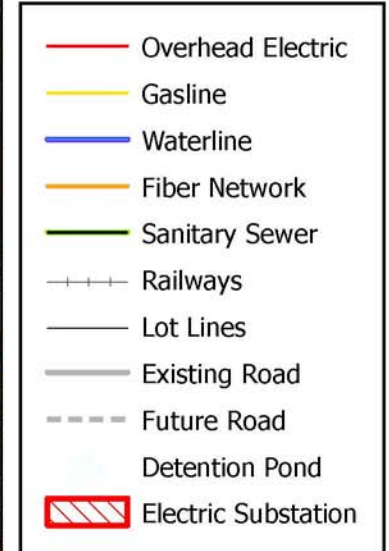 Overhead Electric
Gasline
Waterline
Fiber Network
Sanitary Sewer
Railways
Lot Lines
Existing Road
Future Road
Detention Pond
Electric Substation